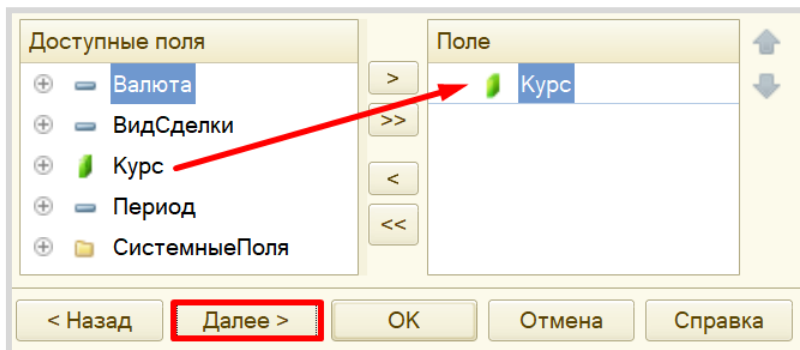 Доступные поля
Поле
Валюта
>
Курс
ВидСделки
>>
Курс
<
Период
<<
СистемныеПоля
< Назад
Далее >
ОК
Отмена
Справка